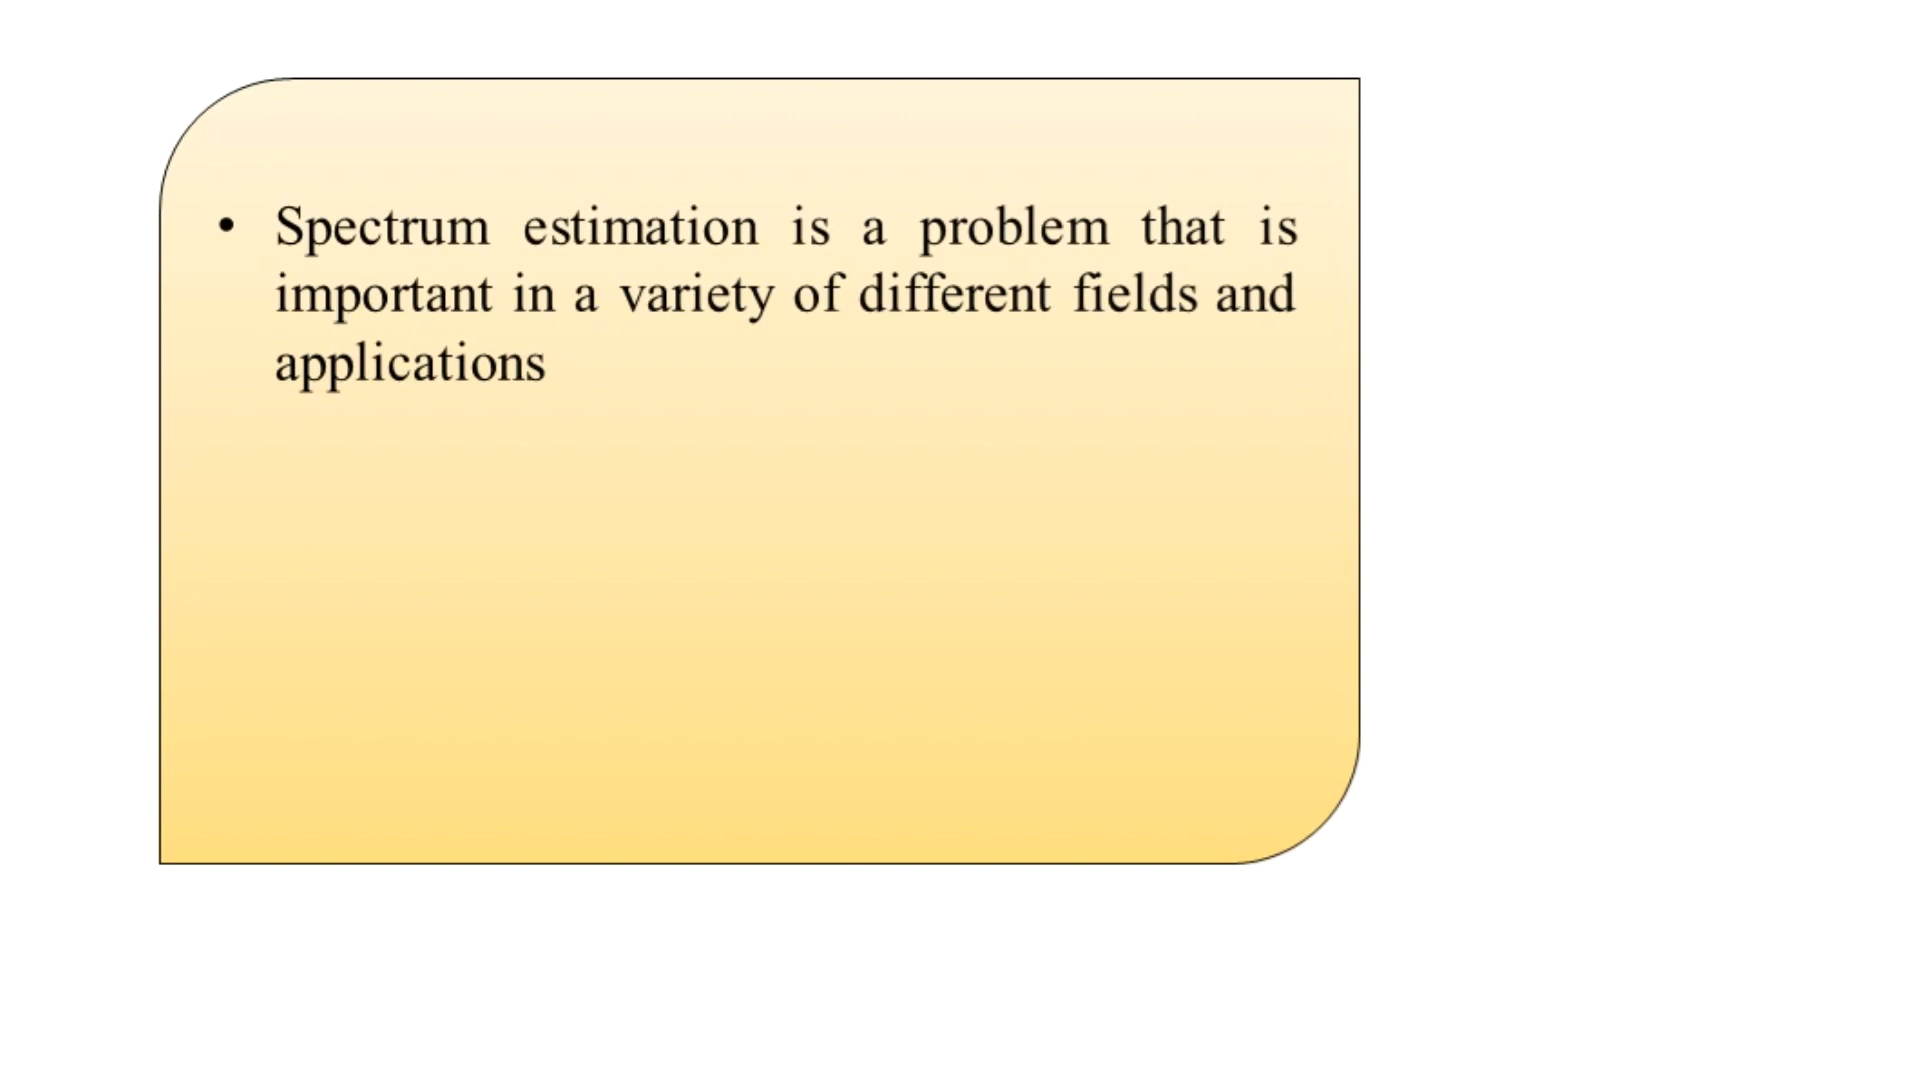 • Spectrum estimation is a problem that is
important in a variety of different fields and
applications